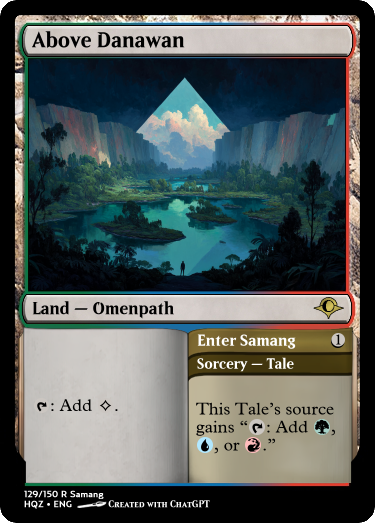 Above Danawan
Land — Omenpath
Enter Samang 1
Sorcery — Tale
: Add .
This Tale's source
gains “: Add ,
, or .”
129/150 R Samang
HQZ • ENG Created with ChatGPT